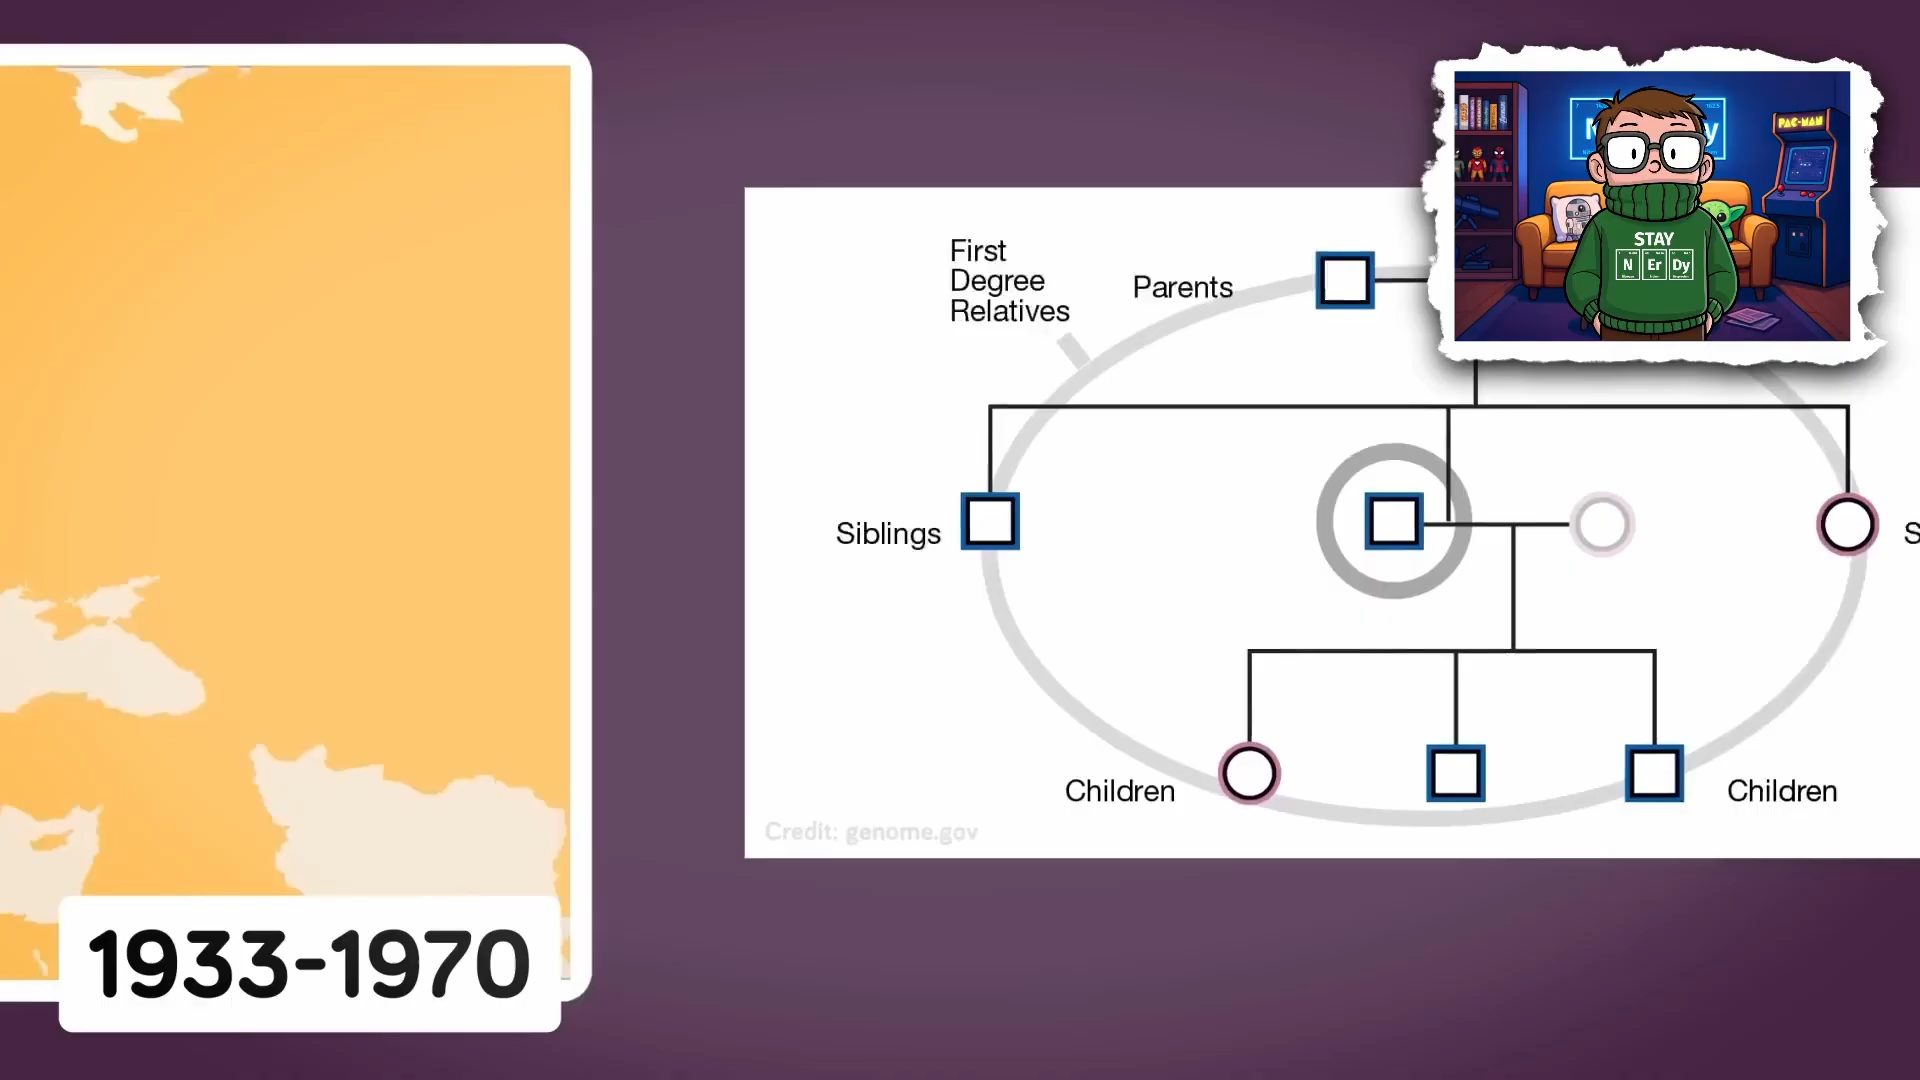 First
Degree
Relatives
Parents
PAC-MAN
STAY
N Er Dy
Siblings
S
Children
Children
Credit: genome.gov
1933-1970